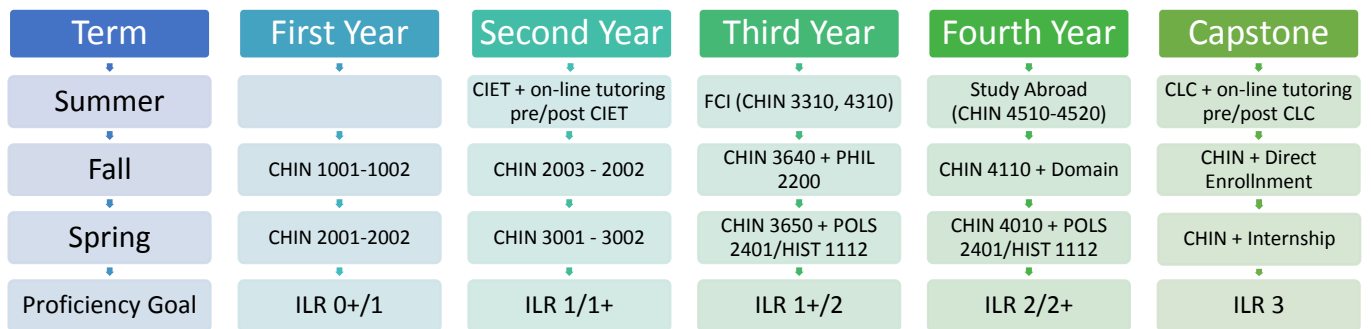 Term
First Year
Second Year
Third Year
Fourth Year
Capstone
Summer
CIET + on-line tutoring
pre/post CIET
FCI (CHIN 3310, 4310)
Study Abroad
(CHIN 4510-4520)
CLC + on-line tutoring
pre/post CLC
Fall
CHIN 1001-1002
CHIN 2003 - 2002
CHIN 3640 + PHIL
2200
CHIN 4110 + Domain
CHIN + Direct
Enrollnment
Spring
CHIN 2001-2002
CHIN 3001 - 3002
CHIN 3650 + POLS
2401/HIST 1112
CHIN 4010 + POLS
2401/HIST 1112
CHIN + Internship
Proficiency Goal
ILR 0+/1
ILR 1/1+
ILR 1+/2
ILR 2/2+
ILR 3